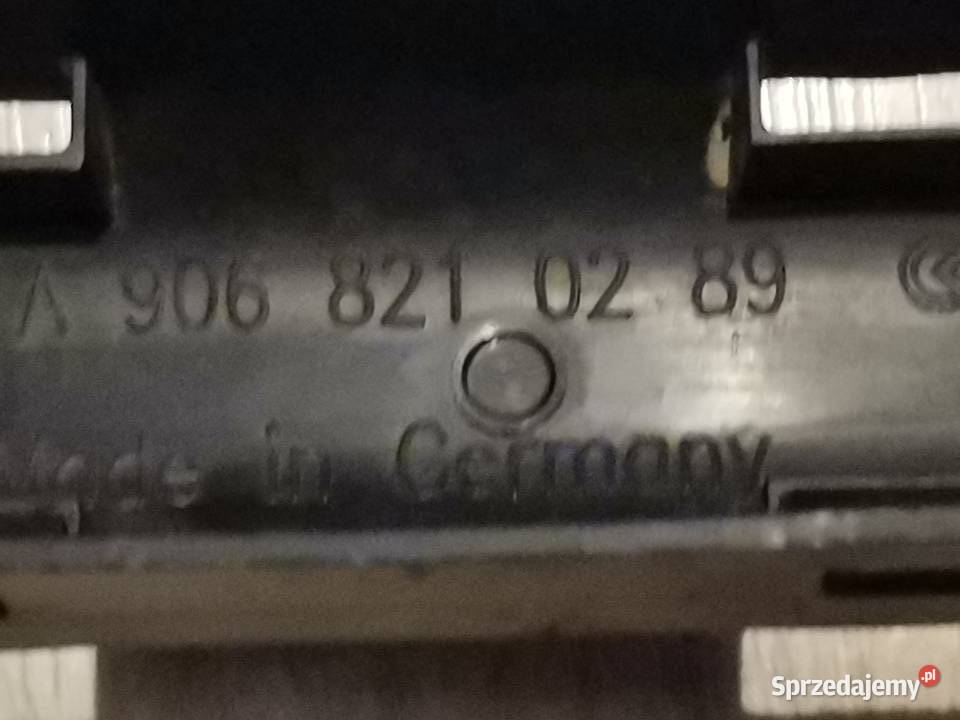 A 906 821 02 89
Made in Germany
Sprzedajemy.pl